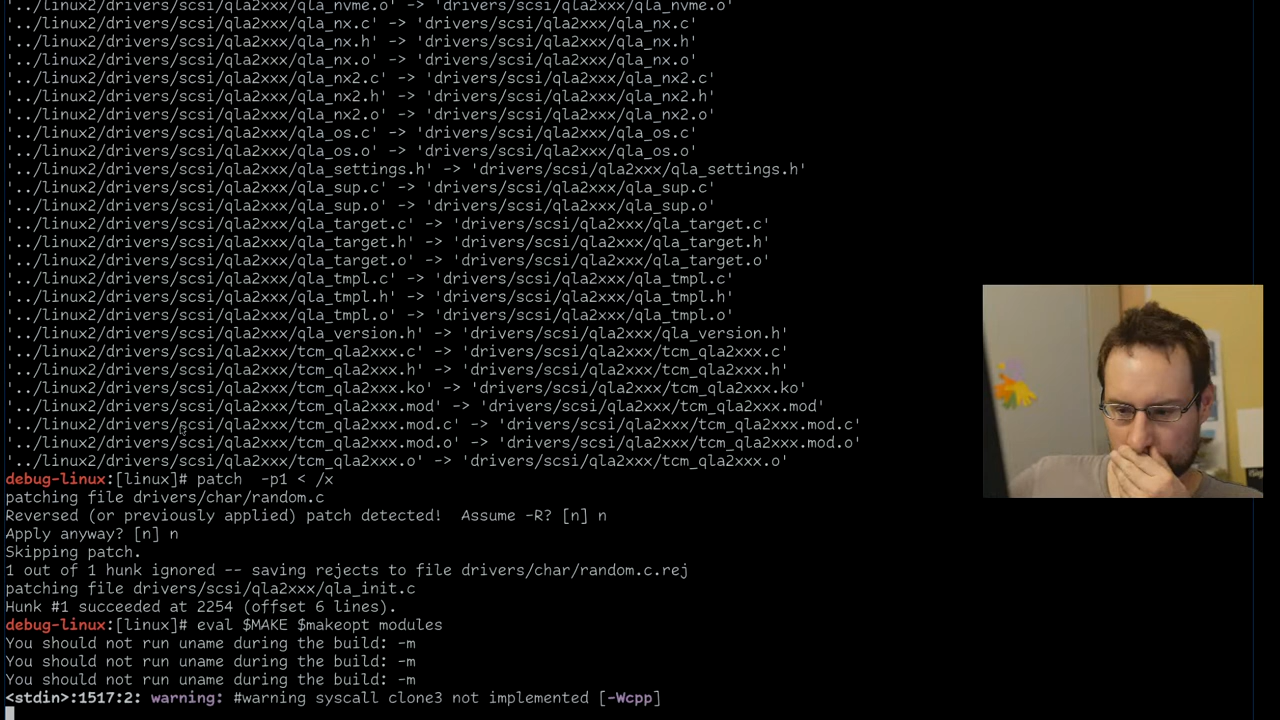 '../linux2/drivers/scsi/qla2xxx/qla_nvme.o' -> 'drivers/scsi/qla2xxx/qla_nvme.o'
'../linux2/drivers/scsi/qla2xxx/qla_nx.c' -> 'drivers/scsi/qla2xxx/qla_nx.c'
'../linux2/drivers/scsi/qla2xxx/qla_nx.h' -> 'drivers/scsi/qla2xxx/qla_nx.h'
'../linux2/drivers/scsi/qla2xxx/qla_nx.o' -> 'drivers/scsi/qla2xxx/qla_nx.o'
'../linux2/drivers/scsi/qla2xxx/qla_nx2.c' -> 'drivers/scsi/qla2xxx/qla_nx2.c'
'../linux2/drivers/scsi/qla2xxx/qla_nx2.h' -> 'drivers/scsi/qla2xxx/qla_nx2.h'
'../linux2/drivers/scsi/qla2xxx/qla_nx2.o' -> 'drivers/scsi/qla2xxx/qla_nx2.o'
'../linux2/drivers/scsi/qla2xxx/qla_os.c' -> 'drivers/scsi/qla2xxx/qla_os.c'
'../linux2/drivers/scsi/qla2xxx/qla_os.o' -> 'drivers/scsi/qla2xxx/qla_os.o'
'../linux2/drivers/scsi/qla2xxx/qla_settings.h' -> 'drivers/scsi/qla2xxx/qla_settings.h'
'../linux2/drivers/scsi/qla2xxx/qla_sup.c' -> 'drivers/scsi/qla2xxx/qla_sup.c'
'../linux2/drivers/scsi/qla2xxx/qla_sup.o' -> 'drivers/scsi/qla2xxx/qla_sup.o'
'../linux2/drivers/scsi/qla2xxx/qla_target.c' -> 'drivers/scsi/qla2xxx/qla_target.c'
'../linux2/drivers/scsi/qla2xxx/qla_target.h' -> 'drivers/scsi/qla2xxx/qla_target.h'
'../linux2/drivers/scsi/qla2xxx/qla_target.o' -> 'drivers/scsi/qla2xxx/qla_target.o'
'../linux2/drivers/scsi/qla2xxx/qla_tmpl.c' -> 'drivers/scsi/qla2xxx/qla_tmpl.c'
'../linux2/drivers/scsi/qla2xxx/qla_tmpl.h' -> 'drivers/scsi/qla2xxx/qla_tmpl.h'
'../linux2/drivers/scsi/qla2xxx/qla_tmpl.o' -> 'drivers/scsi/qla2xxx/qla_tmpl.o'
'../linux2/drivers/scsi/qla2xxx/qla_version.h' -> 'drivers/scsi/qla2xxx/qla_version.h'
'../linux2/drivers/scsi/qla2xxx/tcm_qla2xxx.c' -> 'drivers/scsi/qla2xxx/tcm_qla2xxx.c'
'../linux2/drivers/scsi/qla2xxx/tcm_qla2xxx.h' -> 'drivers/scsi/qla2xxx/tcm_qla2xxx.h'
'../linux2/drivers/scsi/qla2xxx/tcm_qla2xxx.ko' -> 'drivers/scsi/qla2xxx/tcm_qla2xxx.ko'
'../linux2/drivers/scsi/qla2xxx/tcm_qla2xxx.mod' -> 'drivers/scsi/qla2xxx/tcm_qla2xxx.mod'
'../linux2/drivers/scsi/qla2xxx/tcm_qla2xxx.mod.c' -> 'drivers/scsi/qla2xxx/tcm_qla2xxx.mod.c'
'../linux2/drivers/scsi/qla2xxx/tcm_qla2xxx.mod.o' -> 'drivers/scsi/qla2xxx/tcm_qla2xxx.mod.o'
'../linux2/drivers/scsi/qla2xxx/tcm_qla2xxx.o' -> 'drivers/scsi/qla2xxx/tcm_qla2xxx.o'
debug-linux:[linux]# patch  -p1 < /x
patching file drivers/char/random.c
Reversed (or previously applied) patch detected!  Assume -R? [n] n
Apply anyway? [n] n
Skipping patch.
1 out of 1 hunk ignored -- saving rejects to file drivers/char/random.c.rej
patching file drivers/scsi/qla2xxx/qla_init.c
Hunk #1 succeeded at 2254 (offset 6 lines).
debug-linux:[linux]# eval $MAKE $makeopt modules
You should not run uname during the build: -m
You should not run uname during the build: -m
You should not run uname during the build: -m
<stdin>:1517:2: warning: #warning syscall clone3 not implemented [-Wcpp]